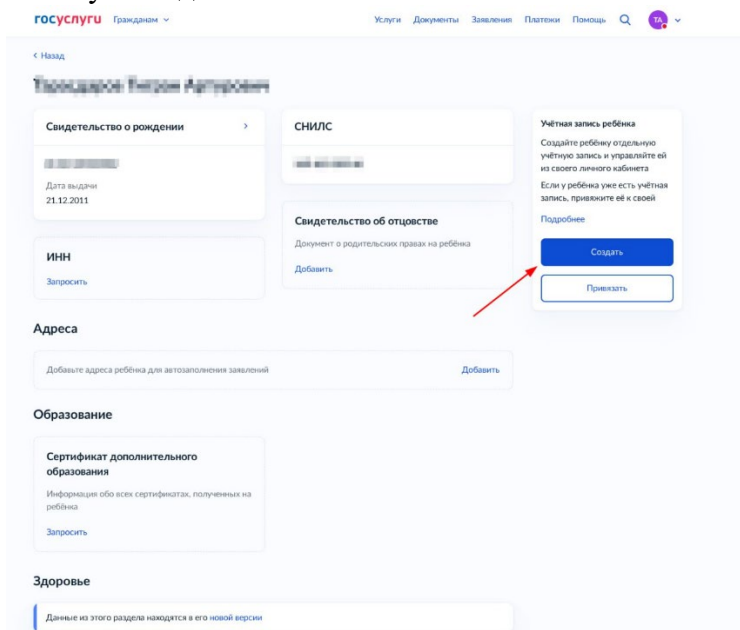 госуслуги Гражданам Услуги Документы Заявления Платежи Помощь ТА
< Назад
Свидетельство о рождении >
Дата выдачи
21.12.2011
СНИЛС
Учётная запись ребёнка
Создайте ребёнку отдельную
учётную запись и управляйте ей
из своего личного кабинета
Если у ребёнка уже есть учётная
запись, привяжите её к своей
Подробнее
Создать
Привязать
ИНН
Запросить
Свидетельство об отцовстве
Документ о родительских правах на ребёнка
Добавить
Адреса
Добавьте адреса ребёнка для автозаполнения заявлений Добавить
Образование
Сертификат дополнительного
образования
Информация обо всех сертификатах, полученных на
ребёнка
Запросить
Здоровье
Данные из этого раздела находятся в его новой версии